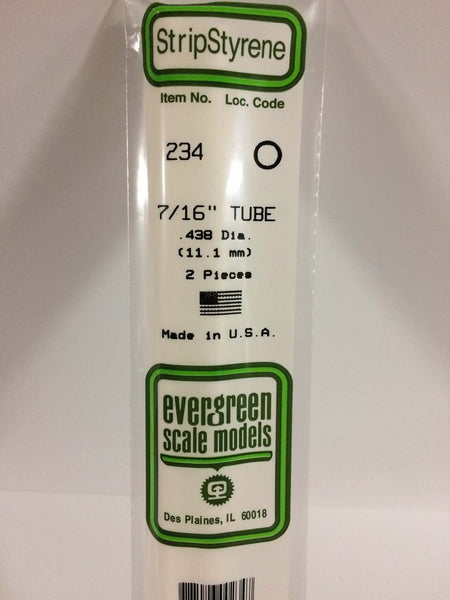 StripStyrene
Item No. Loc. Code
234
7/16" TUBE
.438 Dia.
(11.1 mm)
2 Pieces
Made in U.S.A.
evergreen
scale models
Des Plaines, IL 60018